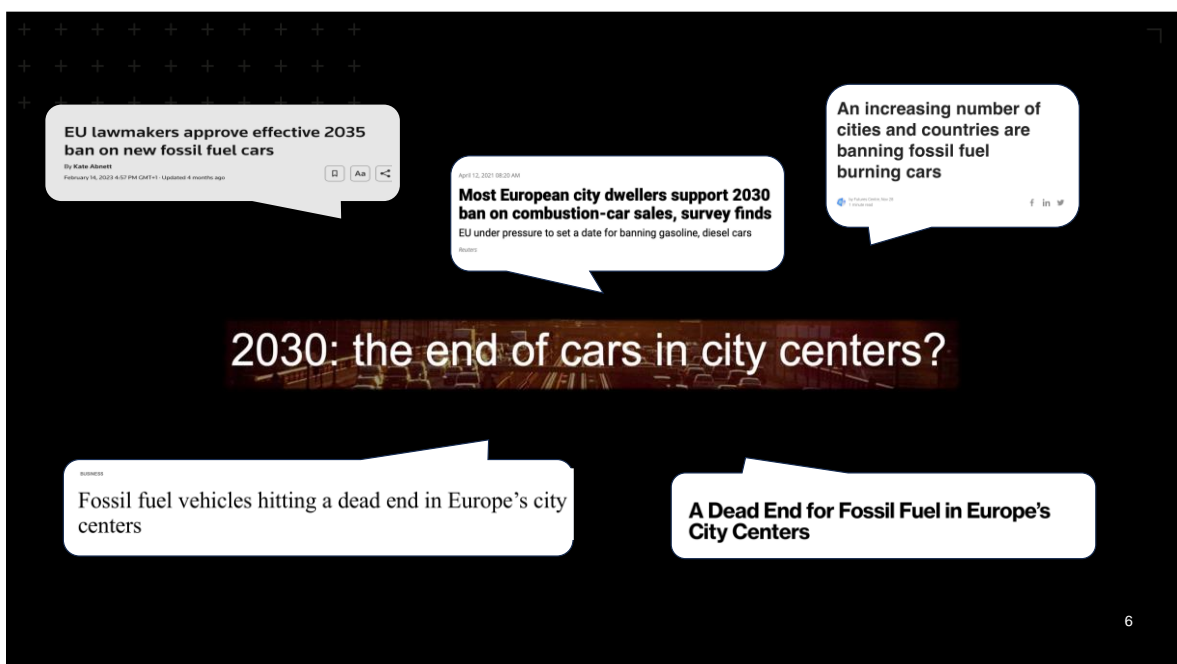 EU lawmakers approve effective 2035
ban on new fossil fuel cars
By Kate Abnett
February 14, 2023 4:57 PM GMT+1 · Updated 4 months ago
Aa
April 12, 2021 08:20 AM
Most European city dwellers support 2030
ban on combustion-car sales, survey finds
EU under pressure to set a date for banning gasoline, diesel cars
Reuters
An increasing number of
cities and countries are
banning fossil fuel
burning cars
1 minute read
2030: the end of cars in city centers?
BUSINESS
Fossil fuel vehicles hitting a dead end in Europe’s city
centers
A Dead End for Fossil Fuel in Europe’s
City Centers
6